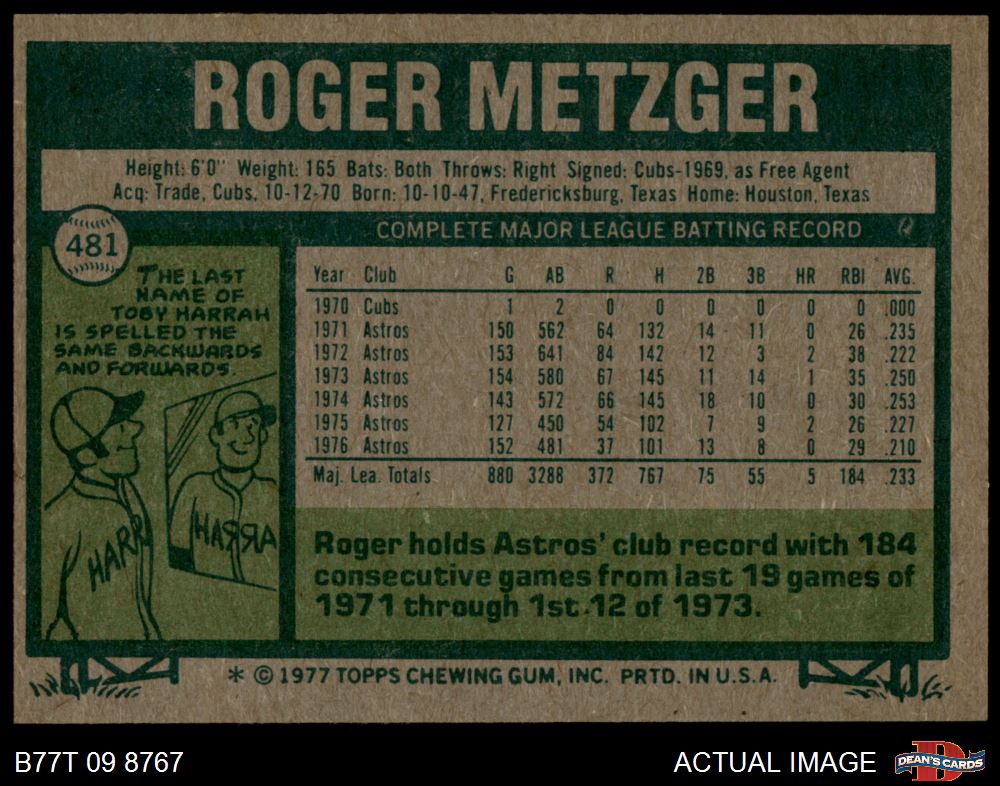 ROGER METZGER
Height: 6'0" Weight: 165 Bats: Both Throws: Right Signed: Cubs-1969, as Free Agent
Acq: Trade, Cubs, 10-12-70 Born: 10-10-47, Fredericksburg, Texas Home: Houston, Texas
481
THE LAST
NAME OF
TOBY HARRAH
IS SPELLED THE
SAME BACKWARDS
AND FORWARDS.
HARR
HARRA
COMPLETE MAJOR LEAGUE BATTING RECORD
Year Club G AB R H 2B 3B HR RBI AVG.
1970 Cubs 1 2 0 0 0 0 0 0 .000
1971 Astros 150 562 64 132 14 11 0 26 .235
1972 Astros 153 641 84 142 12 3 2 38 .222
1973 Astros 154 580 67 145 11 14 1 35 .250
1974 Astros 143 572 66 145 18 10 0 30 .253
1975 Astros 127 450 54 102 7 9 2 26 .227
1976 Astros 152 481 37 101 13 8 0 29 .210
Maj. Lea. Totals 880 3288 372 767 75 55 5 184 .233
Roger holds Astros' club record with 184
consecutive games from last 19 games of
1971 through 1st 12 of 1973.
* © 1977 TOPPS CHEWING GUM, INC. PRTD. IN U.S.A.
B77T 09 8767
ACTUAL IMAGE
D
DEAN'S CARDS